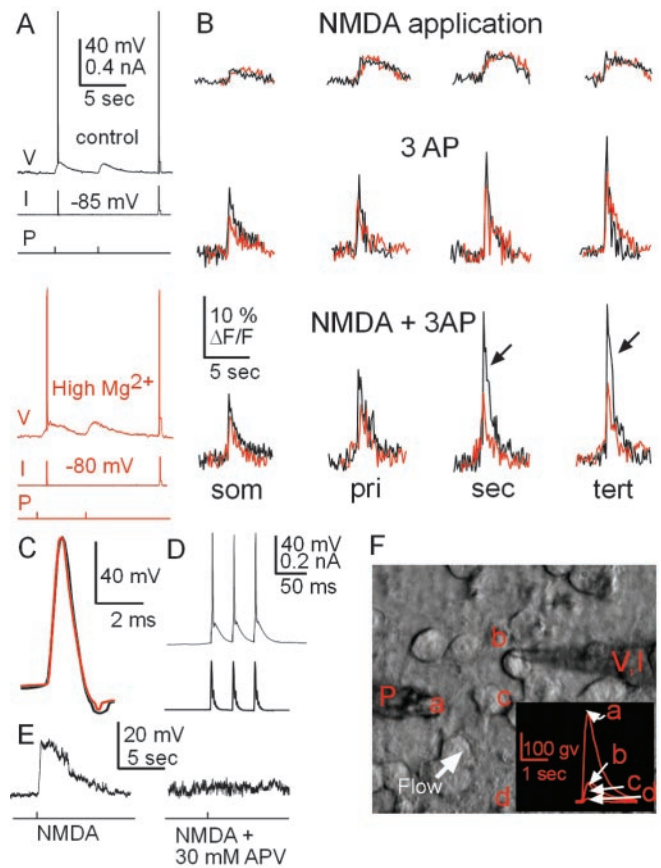 A
40 mV
0.4 nA
5 sec
control
V
I
-85 mV
P
High Mg2+
V
I
-80 mV
P
B
NMDA application
3 AP
10 %
ΔF/F
5 sec
NMDA + 3AP
som
pri
sec
tert
C
40 mV
2 ms
D
40 mV
0.2 nA
50 ms
E
20 mV
5 sec
NMDA
NMDA +
30 mM APV
F
b
V,I
P
a
c
Flow
d
100 gv
1 sec
a
b
c
d